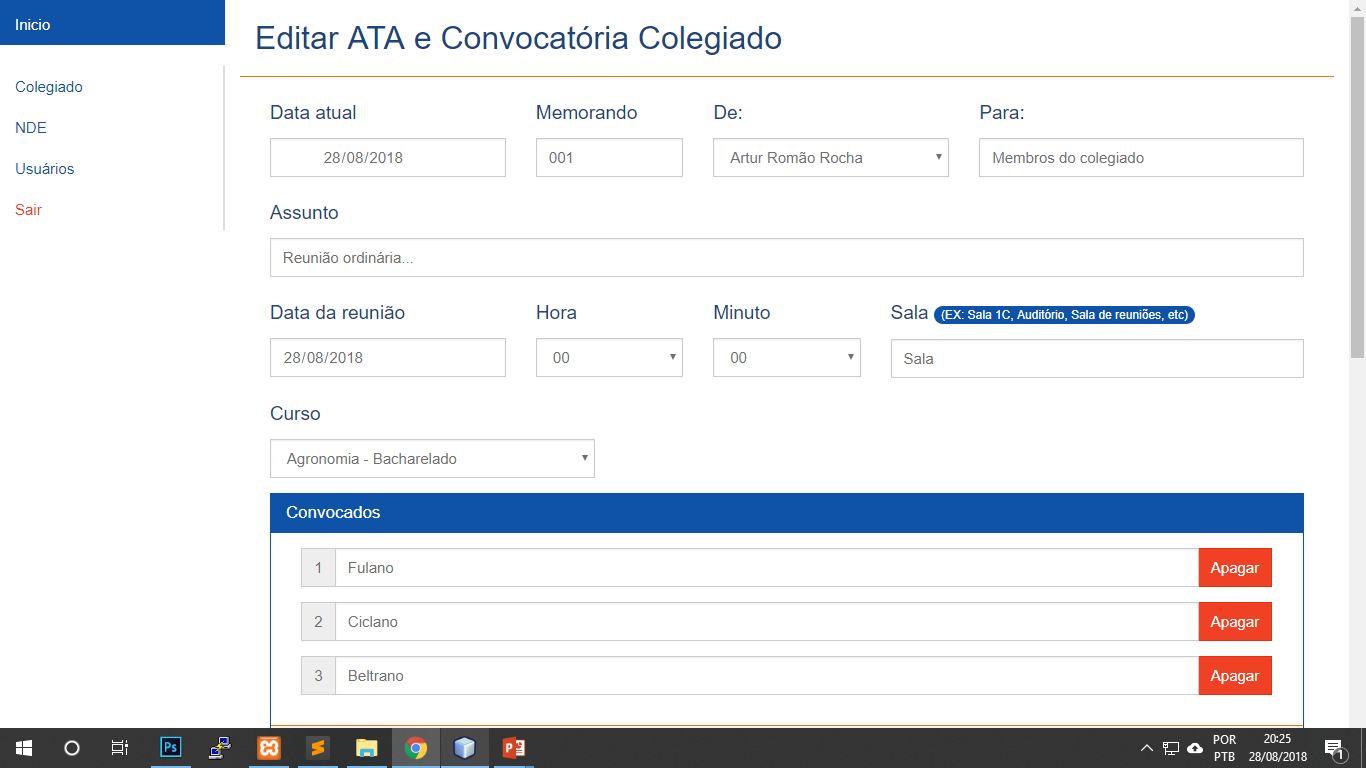 Inicio
Colegiado
NDE
Usuários
Sair
Editar ATA e Convocatória Colegiado
Data atual
Memorando
De:
Para:
28/08/2018
001
Artur Romão Rocha
Membros do colegiado
Assunto
Reunião ordinária...
Data da reunião
Hora
Minuto
Sala (EX: Sala 1C, Auditório, Sala de reuniões, etc)
28/08/2018
00
00
Sala
Curso
Agronomia - Bacharelado
Convocados
1 Fulano Apagar
2 Ciclano Apagar
3 Beltrano Apagar
Ps
POR
PTB
20:25
28/08/2018
1